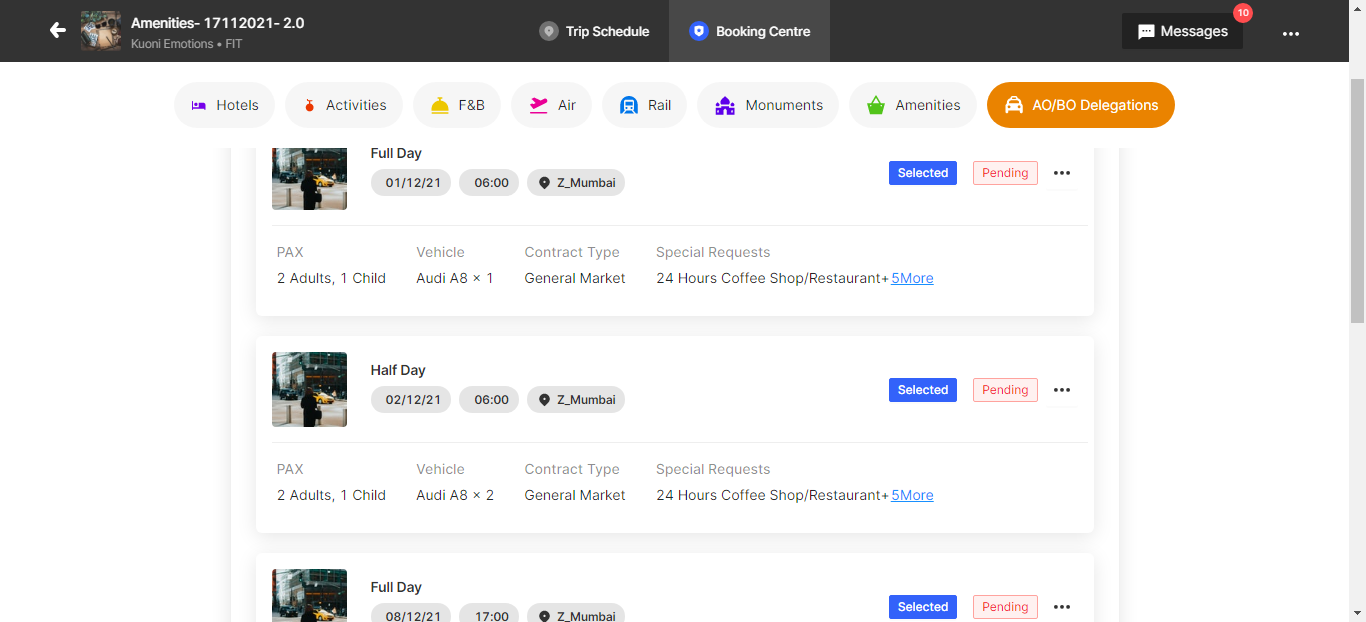 Amenities- 17112021- 2.0
Kuoni Emotions • FIT
Trip Schedule
Booking Centre
Messages
10
Hotels
Activities
F&B
Air
Rail
Monuments
Amenities
AO/BO Delegations
Full Day
01/12/21 06:00 Z_Mumbai
Selected Pending
PAX Vehicle Contract Type Special Requests
2 Adults, 1 Child Audi A8 × 1 General Market 24 Hours Coffee Shop/Restaurant+5More
Half Day
02/12/21 06:00 Z_Mumbai
Selected Pending
PAX Vehicle Contract Type Special Requests
2 Adults, 1 Child Audi A8 × 2 General Market 24 Hours Coffee Shop/Restaurant+5More
Full Day
08/12/21 17:00 Z_Mumbai
Selected Pending